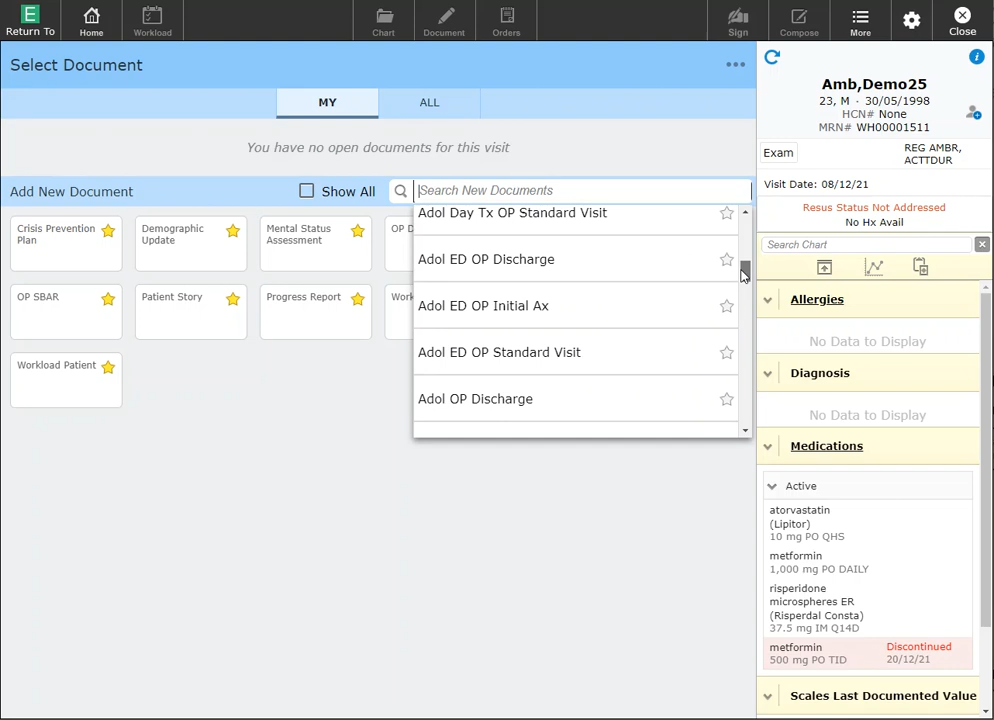 E
Return To
Home
Workload
Chart
Document
Orders
Sign
Compose
More
Close
Select Document
MY
ALL
You have no open documents for this visit
Add New Document
Show All
Search New Documents
Crisis Prevention
Plan
Demographic
Update
Mental Status
Assessment
OP D
OP SBAR
Patient Story
Progress Report
Work
Workload Patient
Adol Day Tx OP Standard Visit
Adol ED OP Discharge
Adol ED OP Initial Ax
Adol ED OP Standard Visit
Adol OP Discharge
i
Amb,Demo25
23, M · 30/05/1998
HCN# None
MRN# WH00001511
Exam
REG AMBR,
ACTTDUR
Visit Date: 08/12/21
Resus Status Not Addressed
No Hx Avail
Search Chart
Allergies
No Data to Display
Diagnosis
No Data to Display
Medications
Active
atorvastatin
(Lipitor)
10 mg PO QHS
metformin
1,000 mg PO DAILY
risperidone
microspheres ER
(Risperdal Consta)
37.5 mg IM Q14D
metformin
500 mg PO TID
Discontinued
20/12/21
Scales Last Documented Value